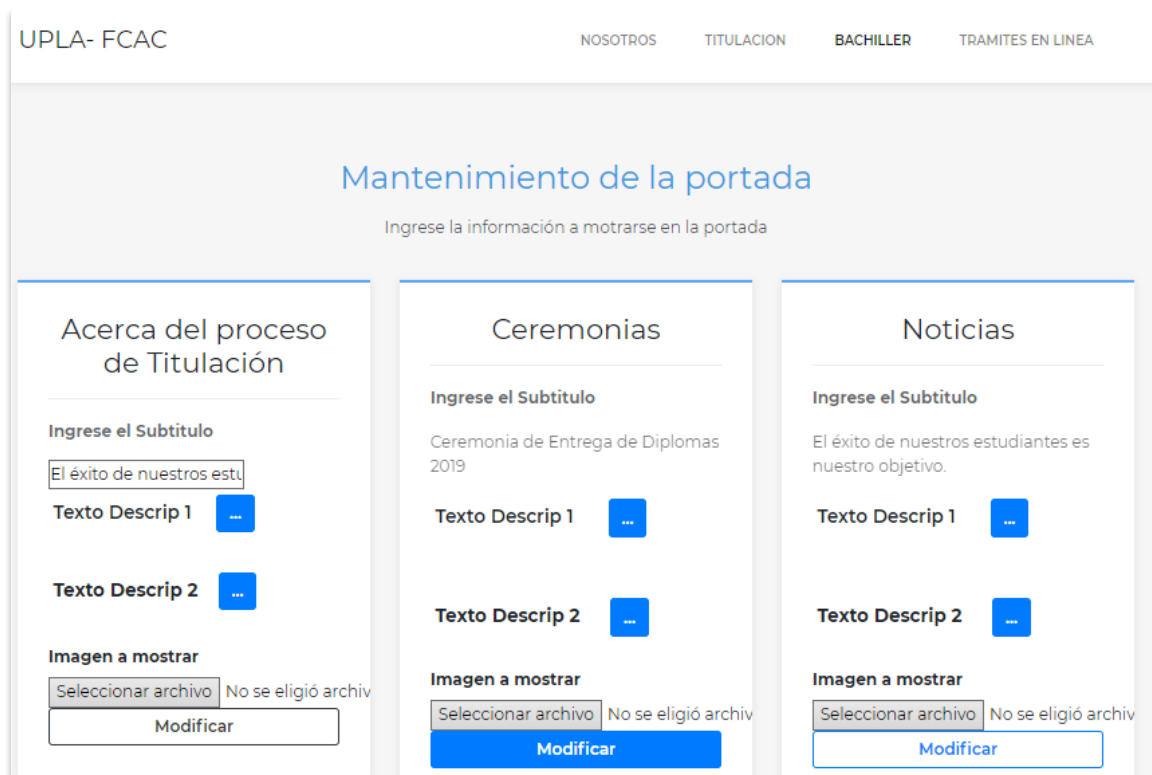 UPLA- FCAC
NOSOTROS TITULACION BACHILLER TRAMITES EN LINEA
Mantenimiento de la portada
Ingrese la información a motrarse en la portada
Acerca del proceso
de Titulación
Ingrese el Subtitulo
El éxito de nuestros estu
Texto Descrip 1 ...
Texto Descrip 2 ...
Imagen a mostrar
Seleccionar archivo No se eligió archiv
Modificar
Ceremonias
Ingrese el Subtitulo
Ceremonia de Entrega de Diplomas
2019
Texto Descrip 1 ...
Texto Descrip 2 ...
Imagen a mostrar
Seleccionar archivo No se eligió archiv
Modificar
Noticias
Ingrese el Subtitulo
El éxito de nuestros estudiantes es
nuestro objetivo.
Texto Descrip 1 ...
Texto Descrip 2 ...
Imagen a mostrar
Seleccionar archivo No se eligió archiv
Modificar